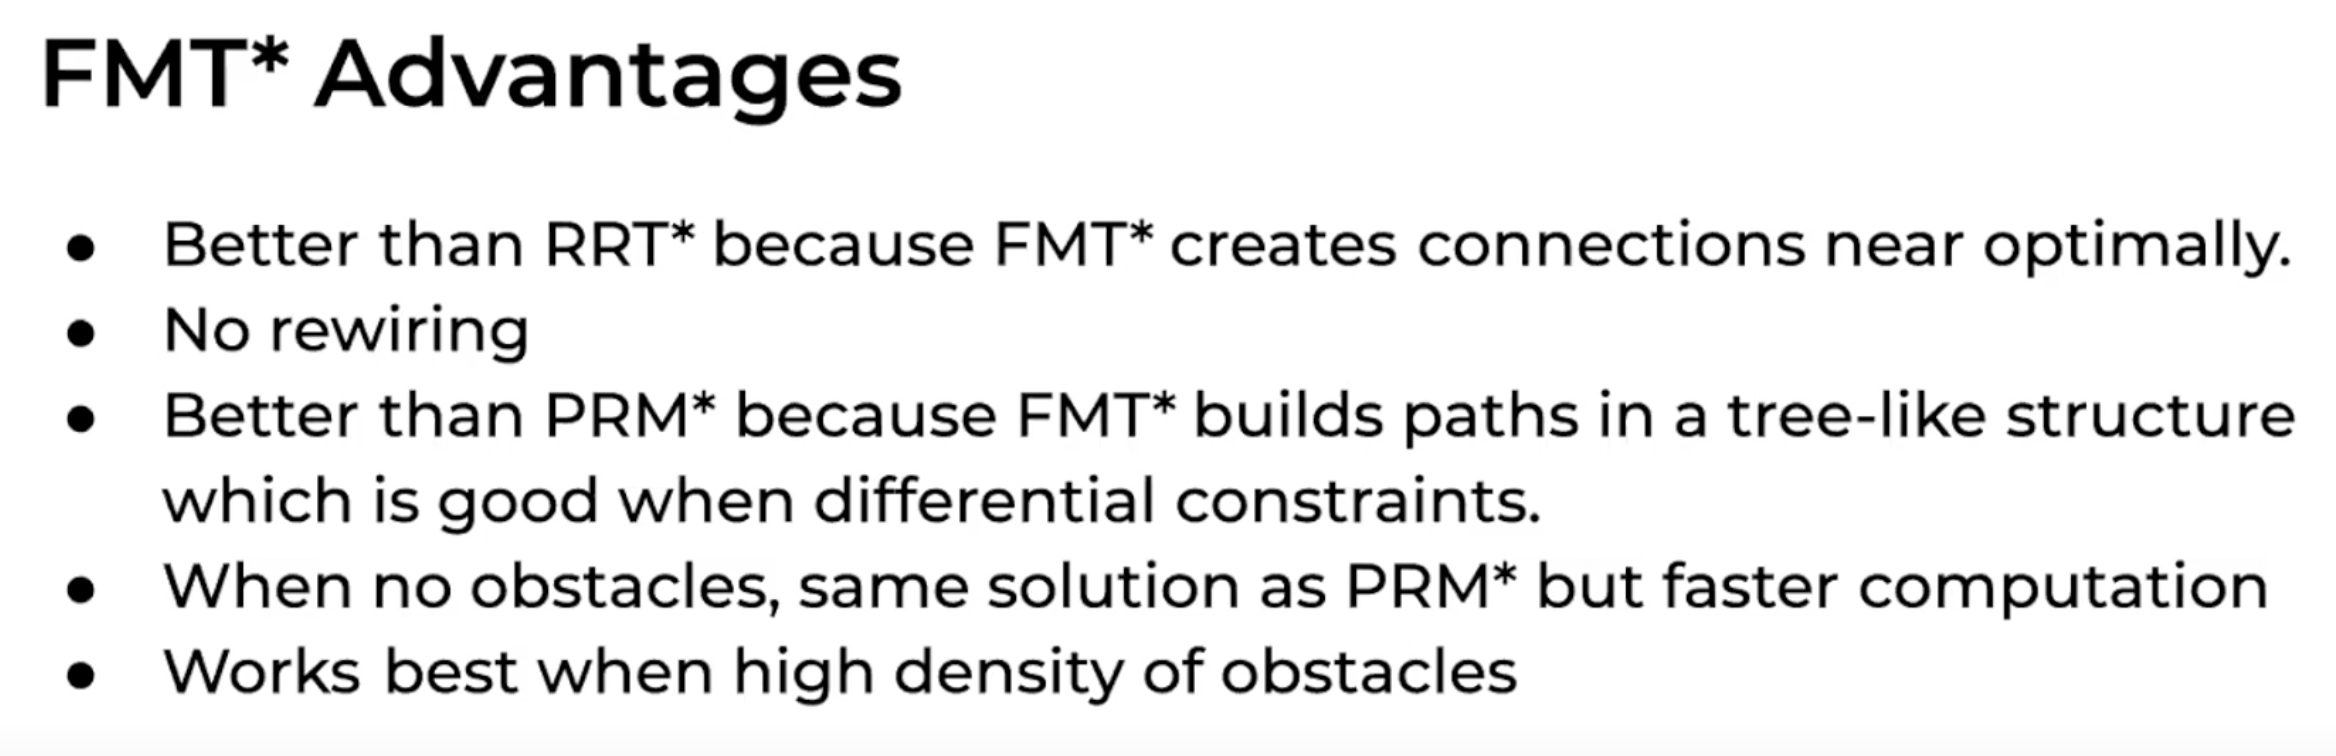 FMT* Advantages
● Better than RRT* because FMT* creates connections near optimally.
● No rewiring
● Better than PRM* because FMT* builds paths in a tree-like structure
which is good when differential constraints.
● When no obstacles, same solution as PRM* but faster computation
● Works best when high density of obstacles